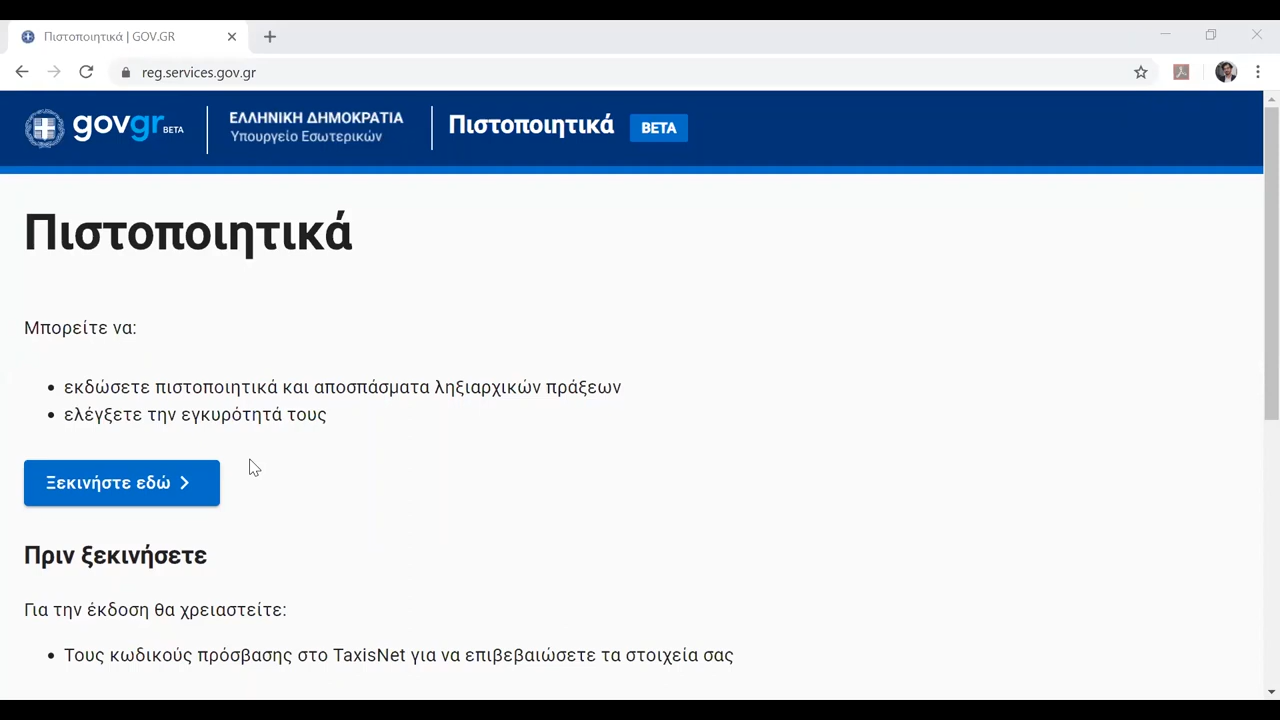 Πιστοποιητικά | GOV.GR
reg.services.gov.gr
govgr BETA
ΕΛΛΗΝΙΚΗ ΔΗΜΟΚΡΑΤΙΑ
Υπουργείο Εσωτερικών
Πιστοποιητικά BETA
Πιστοποιητικά
Μπορείτε να:
• εκδώσετε πιστοποιητικά και αποσπάσματα ληξιαρχικών πράξεων
• ελέγξετε την εγκυρότητά τους
Ξεκινήστε εδώ
Πριν ξεκινήσετε
Για την έκδοση θα χρειαστείτε:
• Τους κωδικούς πρόσβασης στο TaxisNet για να επιβεβαιώσετε τα στοιχεία σας